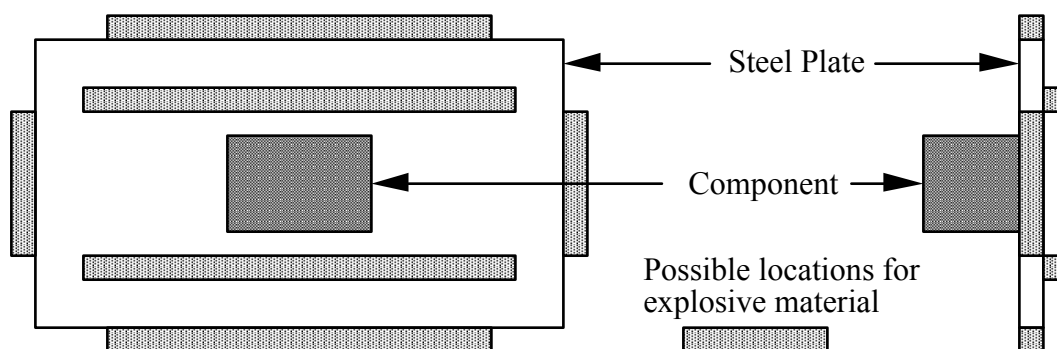 Steel Plate
Component
Possible locations for
explosive material